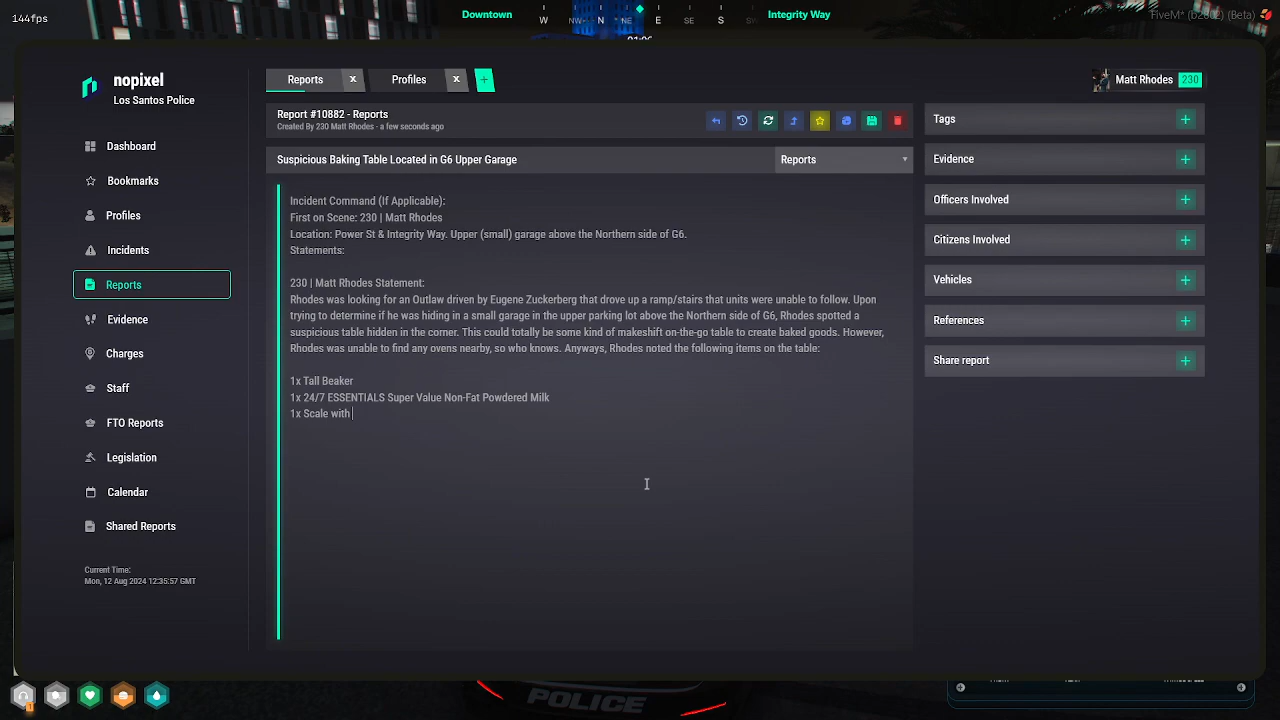 144fps
Downtown
W NW N NE E SE S
Integrity Way
FiveM* (Beta)
nopixel
Los Santos Police
Reports x
Profiles x
+
Matt Rhodes 230
Report #10882 - Reports
Created By 230 Matt Rhodes - a few seconds ago
Suspicious Baking Table Located in G6 Upper Garage
Reports
Dashboard
Bookmarks
Profiles
Incidents
Reports
Evidence
Charges
Staff
FTO Reports
Legislation
Calendar
Shared Reports
Current Time:
Mon, 12 Aug 2024 12:35:57 GMT
Incident Command (If Applicable):
First on Scene: 230 | Matt Rhodes
Location: Power St & Integrity Way. Upper (small) garage above the Northern side of G6.
Statements:
230 | Matt Rhodes Statement:
Rhodes was looking for an Outlaw driven by Eugene Zuckerberg that drove up a ramp/stairs that units were unable to follow. Upon
trying to determine if he was hiding in a small garage in the upper parking lot above the Northern side of G6, Rhodes spotted a
suspicious table hidden in the corner. This could totally be some kind of makeshift on-the-go table to create baked goods. However,
Rhodes was unable to find any ovens nearby, so who knows. Anyways, Rhodes noted the following items on the table:
1x Tall Beaker
1x 24/7 ESSENTIALS Super Value Non-Fat Powdered Milk
1x Scale with
Tags +
Evidence +
Officers Involved +
Citizens Involved +
Vehicles +
References +
Share report +
POLICE